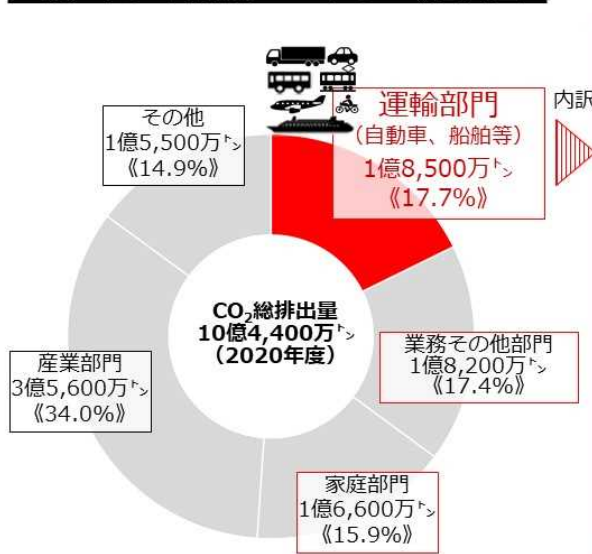 運輸部門
(自動車、船舶等)
1億8,500万㌧
《17.7%》
内訳
その他
1億5,500万㌧
《14.9%》
CO₂総排出量
10億4,400万㌧
(2020年度)
業務その他部門
1億8,200万㌧
《17.4%》
産業部門
3億5,600万㌧
《34.0%》
家庭部門
1億6,600万㌧
《15.9%》